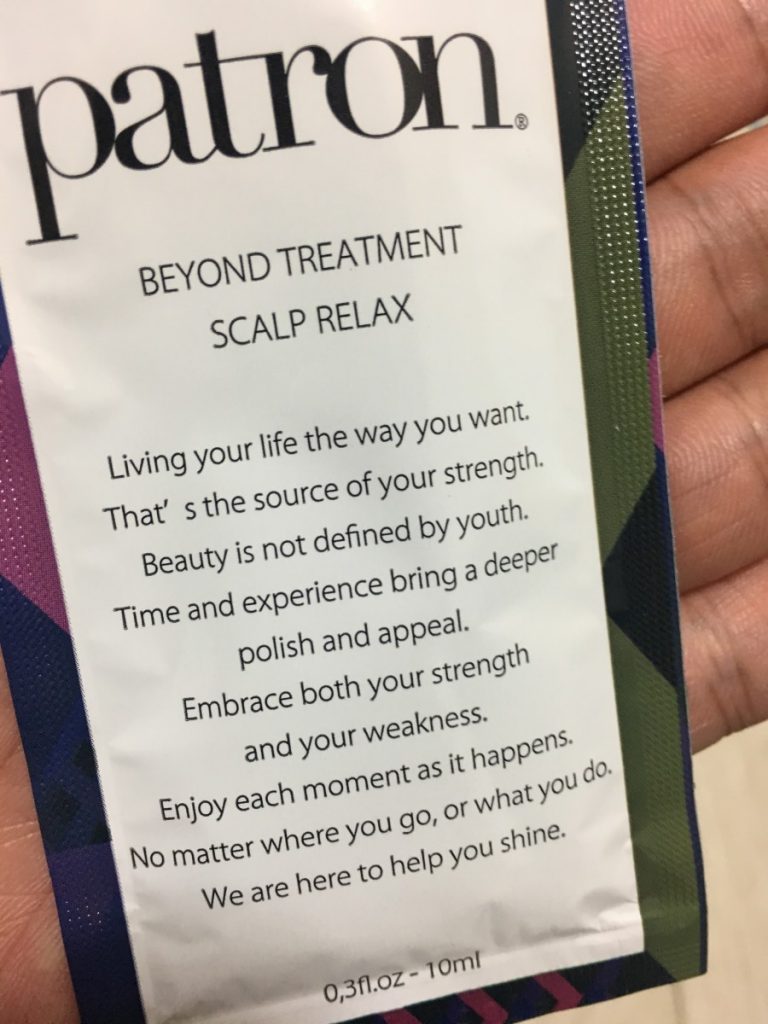 patron®
BEYOND TREATMENT
SCALP RELAX
Living your life the way you want.
That' s the source of your strength.
Beauty is not defined by youth.
Time and experience bring a deeper
polish and appeal.
Embrace both your strength
and your weakness.
Enjoy each moment as it happens.
No matter where you go, or what you do.
We are here to help you shine.
0,3fl.oz - 10ml